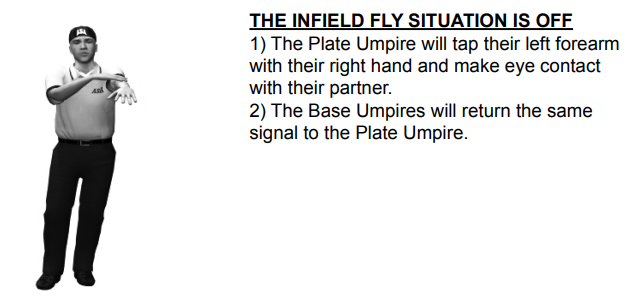 THE INFIELD FLY SITUATION IS OFF
1) The Plate Umpire will tap their left forearm
with their right hand and make eye contact
with their partner.
2) The Base Umpires will return the same
signal to the Plate Umpire.